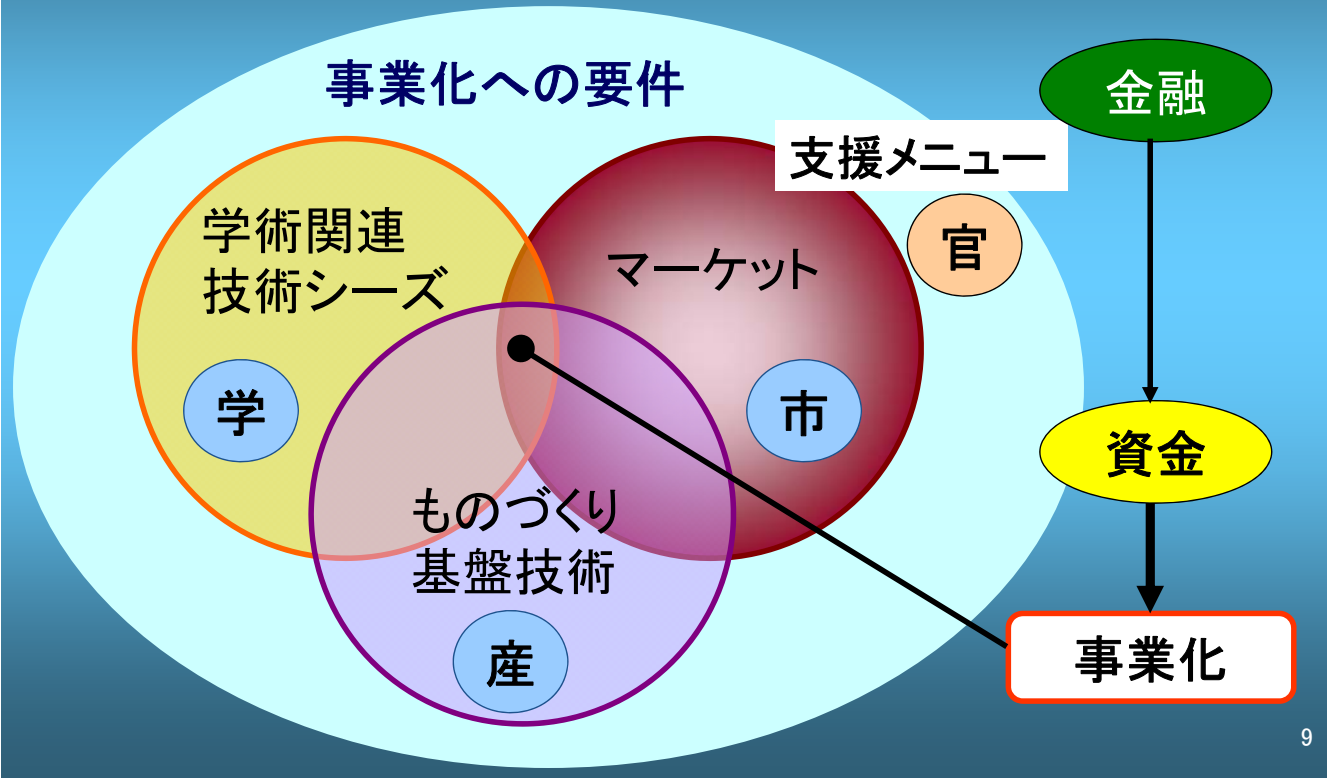 事業化への要件
金融
支援メニュー
学術関連
技術シーズ
マーケット
官
学
市
資金
ものづくり
基盤技術
産
事業化
9